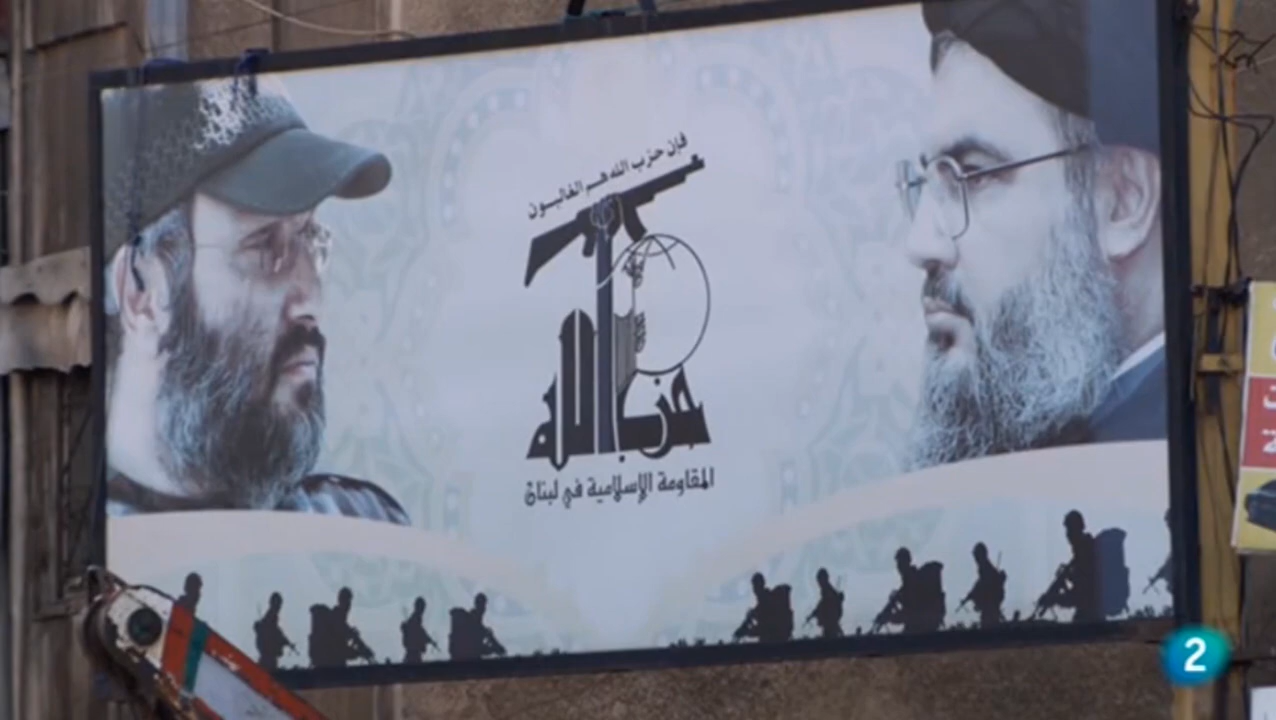 فإن حزب الله هم الغالبون
حزب الله
المقاومة الإسلامية في لبنان
2